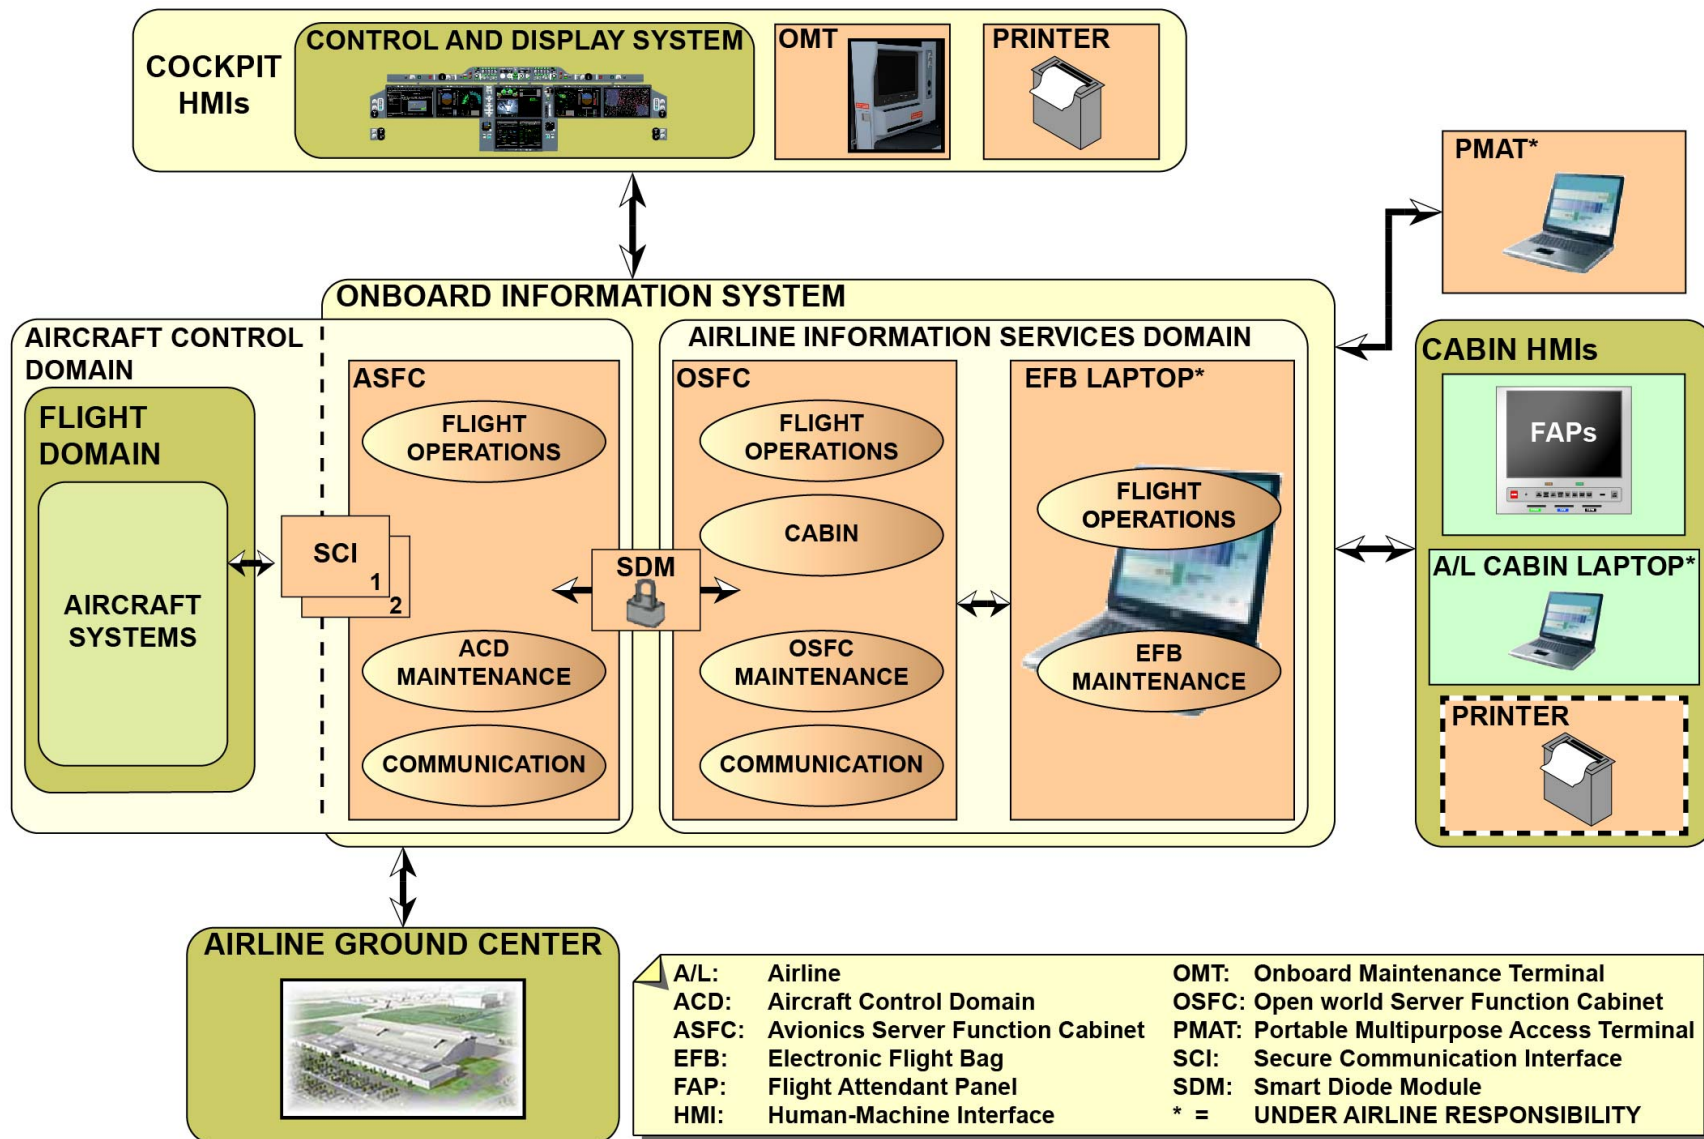 COCKPIT
HMIs
CONTROL AND DISPLAY SYSTEM
OMT
PRINTER
PMAT*
ONBOARD INFORMATION SYSTEM
AIRCRAFT CONTROL
DOMAIN
FLIGHT
DOMAIN
AIRCRAFT
SYSTEMS
SCI
1
2
ASFC
FLIGHT
OPERATIONS
ACD
MAINTENANCE
COMMUNICATION
SDM
AIRLINE INFORMATION SERVICES DOMAIN
OSFC
FLIGHT
OPERATIONS
CABIN
OSFC
MAINTENANCE
COMMUNICATION
EFB LAPTOP*
FLIGHT
OPERATIONS
EFB
MAINTENANCE
CABIN HMIs
FAPs
A/L CABIN LAPTOP*
PRINTER
AIRLINE GROUND CENTER
A/L: Airline
ACD: Aircraft Control Domain
ASFC: Avionics Server Function Cabinet
EFB: Electronic Flight Bag
FAP: Flight Attendant Panel
HMI: Human-Machine Interface
OMT: Onboard Maintenance Terminal
OSFC: Open world Server Function Cabinet
PMAT: Portable Multipurpose Access Terminal
SCI: Secure Communication Interface
SDM: Smart Diode Module
* = UNDER AIRLINE RESPONSIBILITY